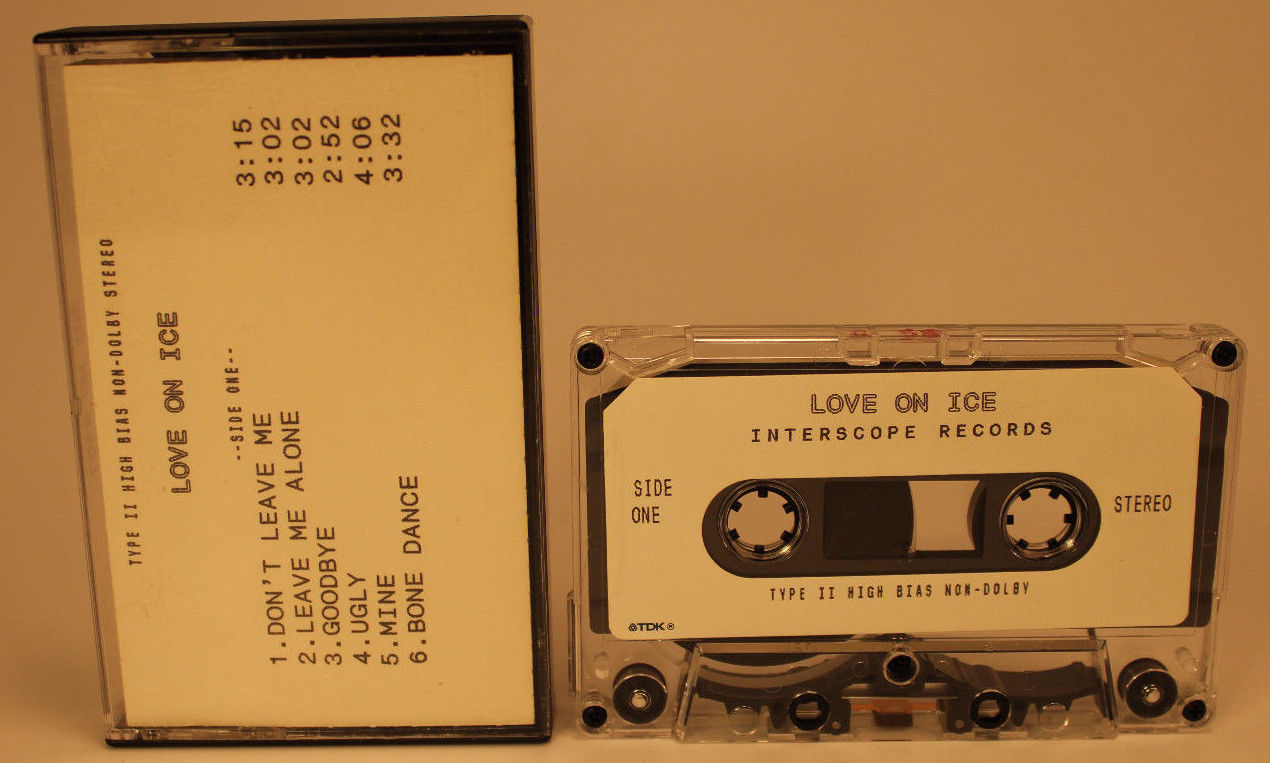 TYPE II HIGH BIAS NON-DOLBY STEREO
LOVE ON ICE
--SIDE ONE--
1.DON'T LEAVE ME 3:15
2.LEAVE ME ALONE 3:02
3.GOODBYE 3:02
4.UGLY 2:52
5.MINE 4:06
6.BONE DANCE 3:32
LOVE ON ICE
INTERSCOPE RECORDS
SIDE
ONE
STEREO
TYPE II HIGH BIAS NON-DOLBY
TDK ®